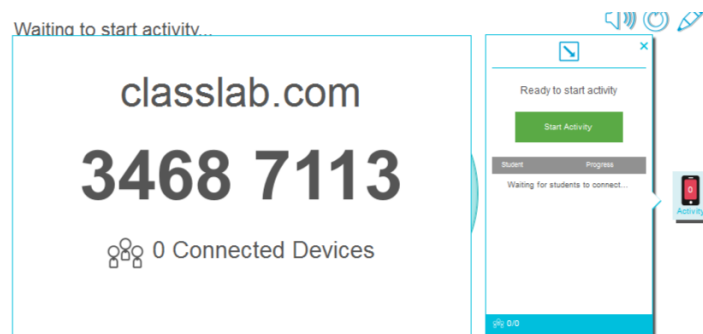 Waiting to start activity...
classlab.com
3468 7113
0 Connected Devices
×
Ready to start activity
Start Activity
Student Progress
Waiting for students to connect...
0/0
0
Activity